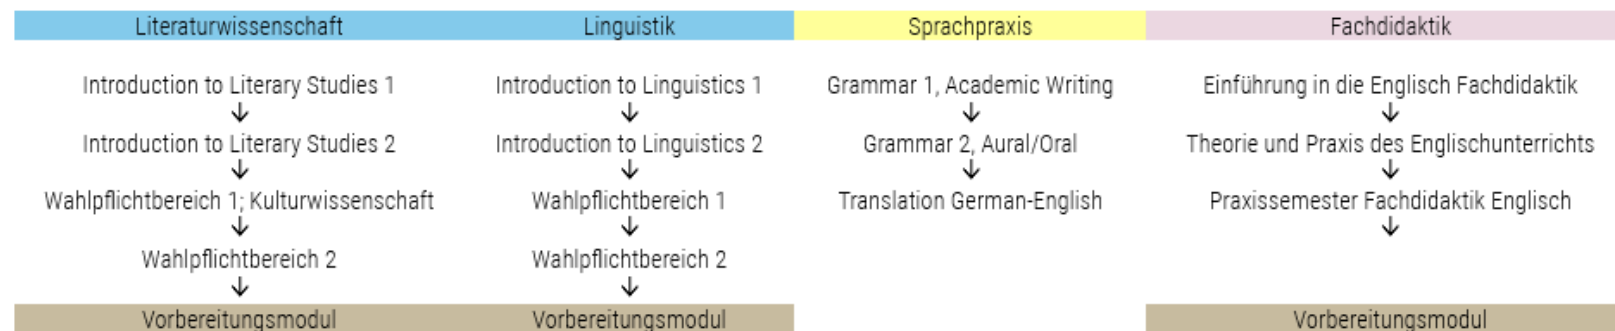 Literaturwissenschaft Linguistik Sprachpraxis Fachdidaktik
Introduction to Literary Studies 1 Introduction to Linguistics 1 Grammar 1, Academic Writing Einführung in die Englisch Fachdidaktik
↓ ↓ ↓ ↓
Introduction to Literary Studies 2 Introduction to Linguistics 2 Grammar 2, Aural/Oral Theorie und Praxis des Englischunterrichts
↓ ↓ ↓ ↓
Wahlpflichtbereich 1; Kulturwissenschaft Wahlpflichtbereich 1 Translation German-English Praxissemester Fachdidaktik Englisch
↓ ↓ ↓
Wahlpflichtbereich 2 Wahlpflichtbereich 2
↓ ↓
Vorbereitungsmodul Vorbereitungsmodul Vorbereitungsmodul